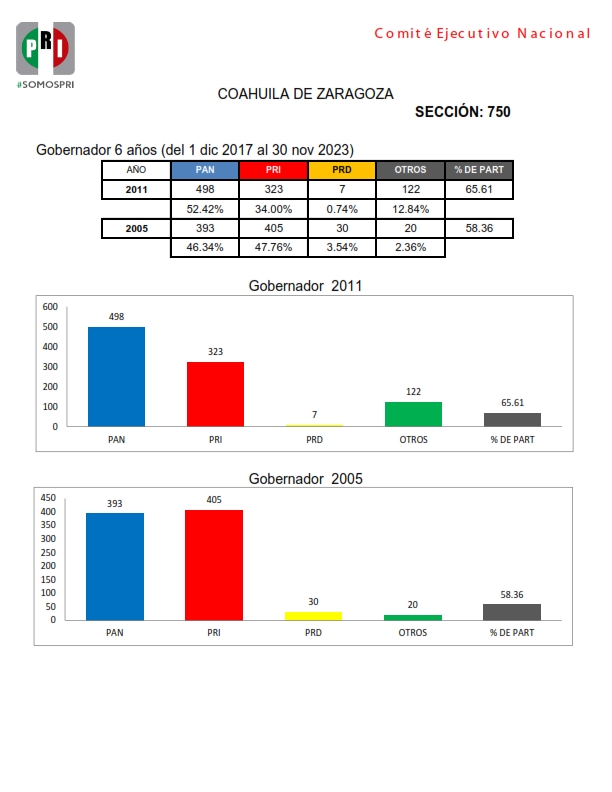 PRI
#SOMOSPRI
Comité Ejecutivo Nacional
COAHUILA DE ZARAGOZA
SECCIÓN: 750
Gobernador 6 años (del 1 dic 2017 al 30 nov 2023)
AÑO PAN PRI PRD OTROS % DE PART
2011 498 323 7 122 65.61
52.42% 34.00% 0.74% 12.84%
2005 393 405 30 20 58.36
46.34% 47.76% 3.54% 2.36%
Gobernador 2011
600
500
400
300
200
100
0
498
323
7
122
65.61
PAN PRI PRD OTROS % DE PART
Gobernador 2005
450
400
350
300
250
200
150
100
50
0
393
405
30
20
58.36
PAN PRI PRD OTROS % DE PART